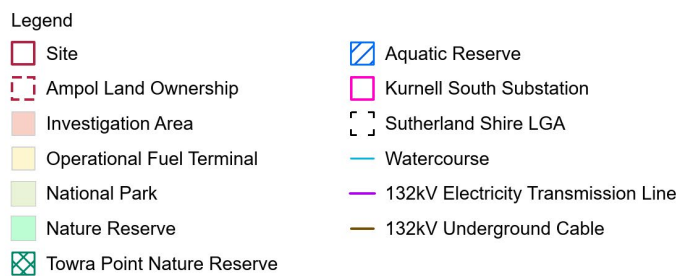 Legend
Site
Ampol Land Ownership
Investigation Area
Operational Fuel Terminal
National Park
Nature Reserve
Towra Point Nature Reserve
Aquatic Reserve
Kurnell South Substation
Sutherland Shire LGA
Watercourse
132kV Electricity Transmission Line
132kV Underground Cable